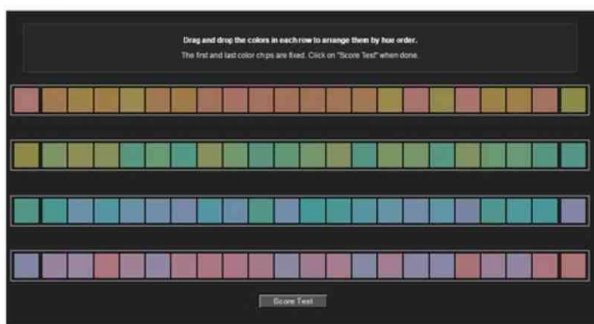 Drag and drop the colors in each row to arrange them by hue order.
The first and last color chips are fixed. Click on "Score Test" when done.
Score Test